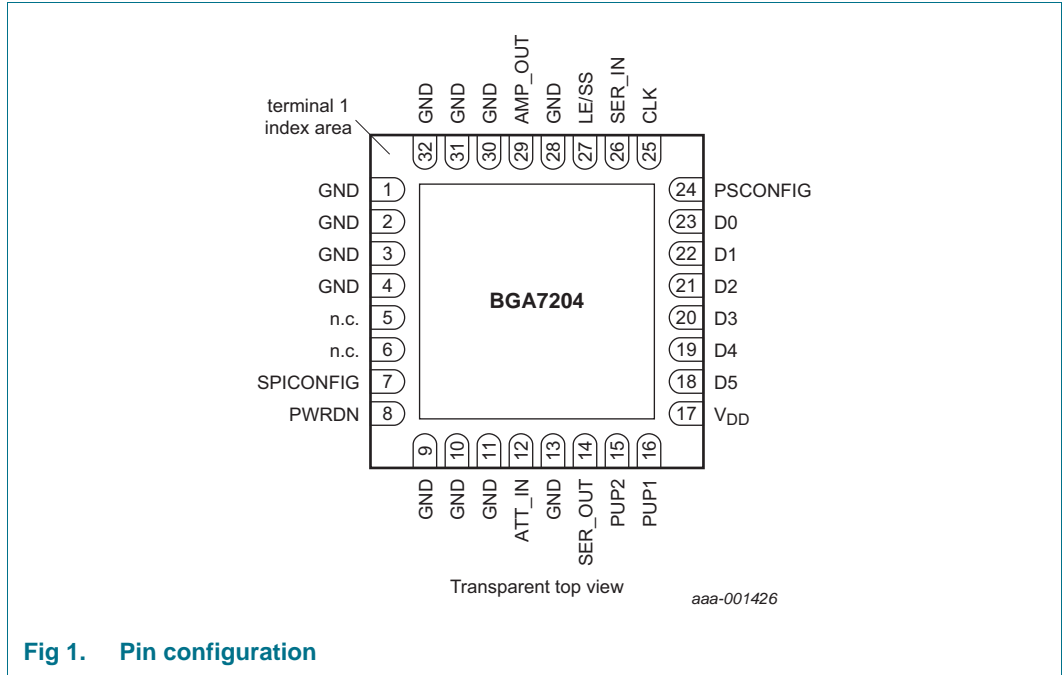 GND
GND
GND
AMP_OUT
GND
LE/SS
SER_IN
CLK
terminal 1
index area
32
31
30
29
28
27
26
25
GND 1
GND 2
GND 3
GND 4
n.c. 5
n.c. 6
SPICONFIG 7
PWRDN 8
BGA7204
24 PSCONFIG
23 D0
22 D1
21 D2
20 D3
19 D4
18 D5
17 VDD
9
10
11
12
13
14
15
16
GND
GND
GND
ATT_IN
GND
SER_OUT
PUP2
PUP1
Transparent top view
aaa-001426
Fig 1. Pin configuration